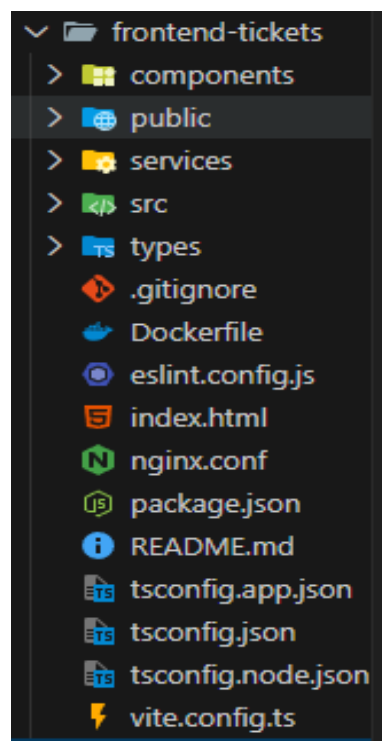 frontend-tickets
components
public
services
src
types
.gitignore
Dockerfile
eslint.config.js
index.html
nginx.conf
package.json
README.md
tsconfig.app.json
tsconfig.json
tsconfig.node.json
vite.config.ts